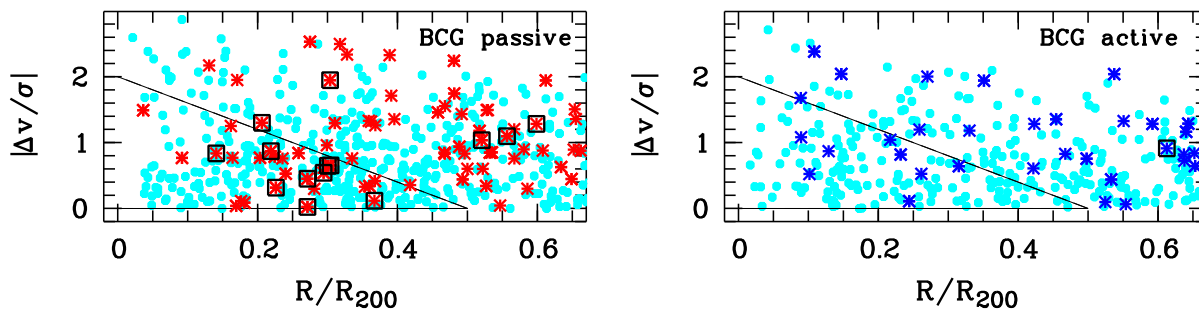 BCG passive
|Δv/σ|
2
1
0
0 0.2 0.4 0.6
R/R200
BCG active
|Δv/σ|
2
1
0
0 0.2 0.4 0.6
R/R200